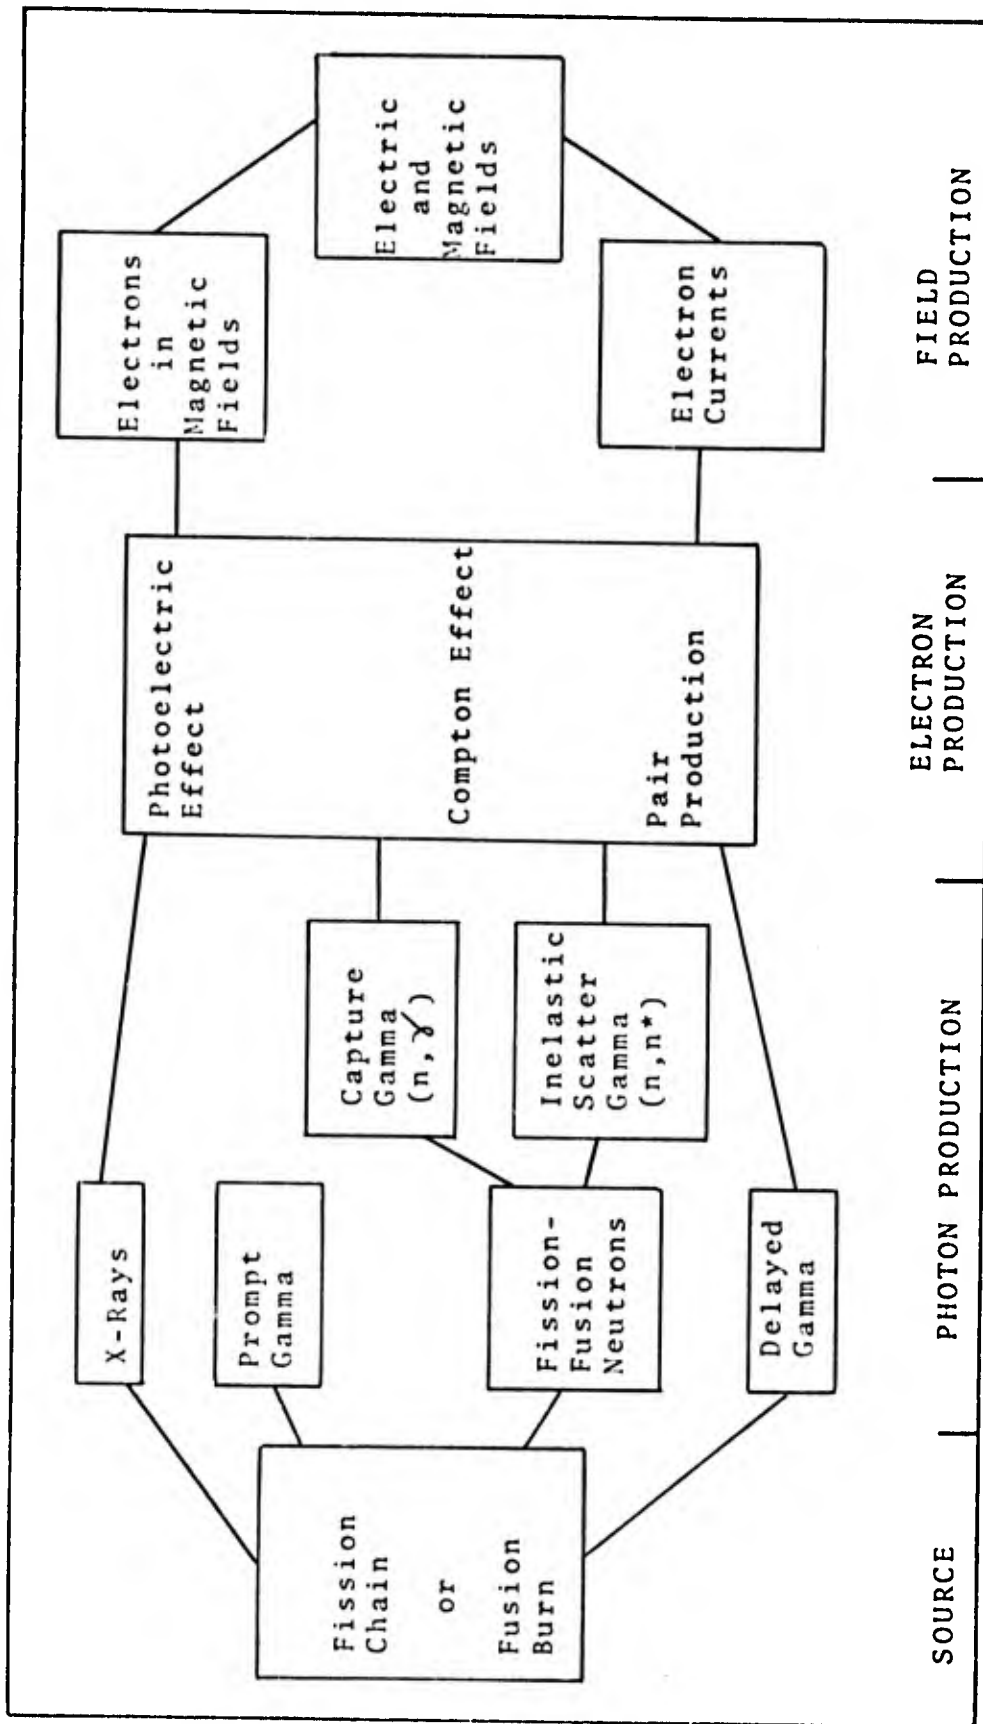 Fission
Chain
or
Fusion
Burn
X-Rays
Prompt
Gamma
Fission-
Fusion
Neutrons
Delayed
Gamma
Capture
Gamma
(n,γ)
Inelastic
Scatter
Gamma
(n,n*)
Photoelectric
Effect
Compton Effect
Pair
Production
Electrons
in
Magnetic
Fields
Electron
Currents
Electric
and
Magnetic
Fields
SOURCE
PHOTON PRODUCTION
ELECTRON
PRODUCTION
FIELD
PRODUCTION